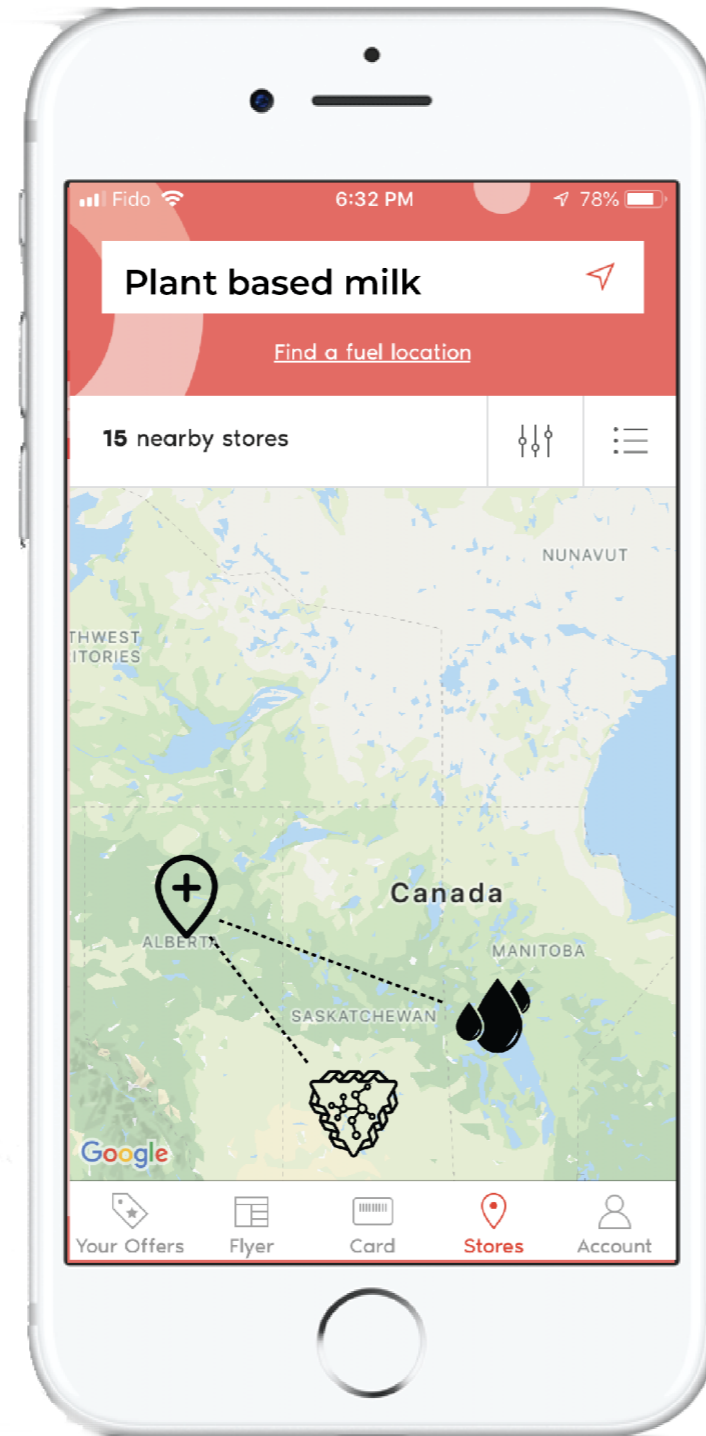 Fido 6:32 PM 78%
Plant based milk
Find a fuel location
15 nearby stores
NUNAVUT
THWEST
ITORIES
Canada
ALBERTA
MANITOBA
SASKATCHEWAN
Google
Your Offers Flyer Card Stores Account